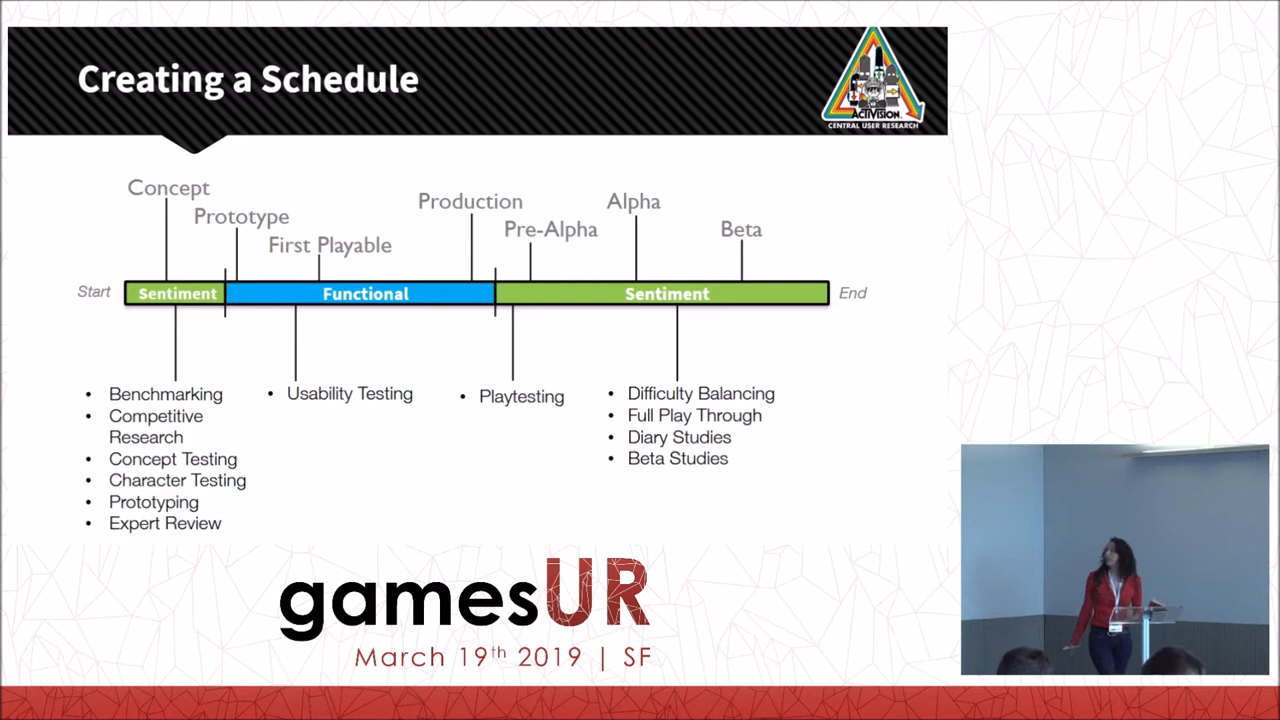 Creating a Schedule
ACTIVISION.
CENTRAL USER RESEARCH
Concept
Prototype
First Playable
Production
Pre-Alpha
Alpha
Beta
Start
Sentiment
Functional
Sentiment
End
• Benchmarking
• Competitive
Research
• Concept Testing
• Character Testing
• Prototyping
• Expert Review
• Usability Testing
• Playtesting
• Difficulty Balancing
• Full Play Through
• Diary Studies
• Beta Studies
gamesUR
March 19th 2019 | SF